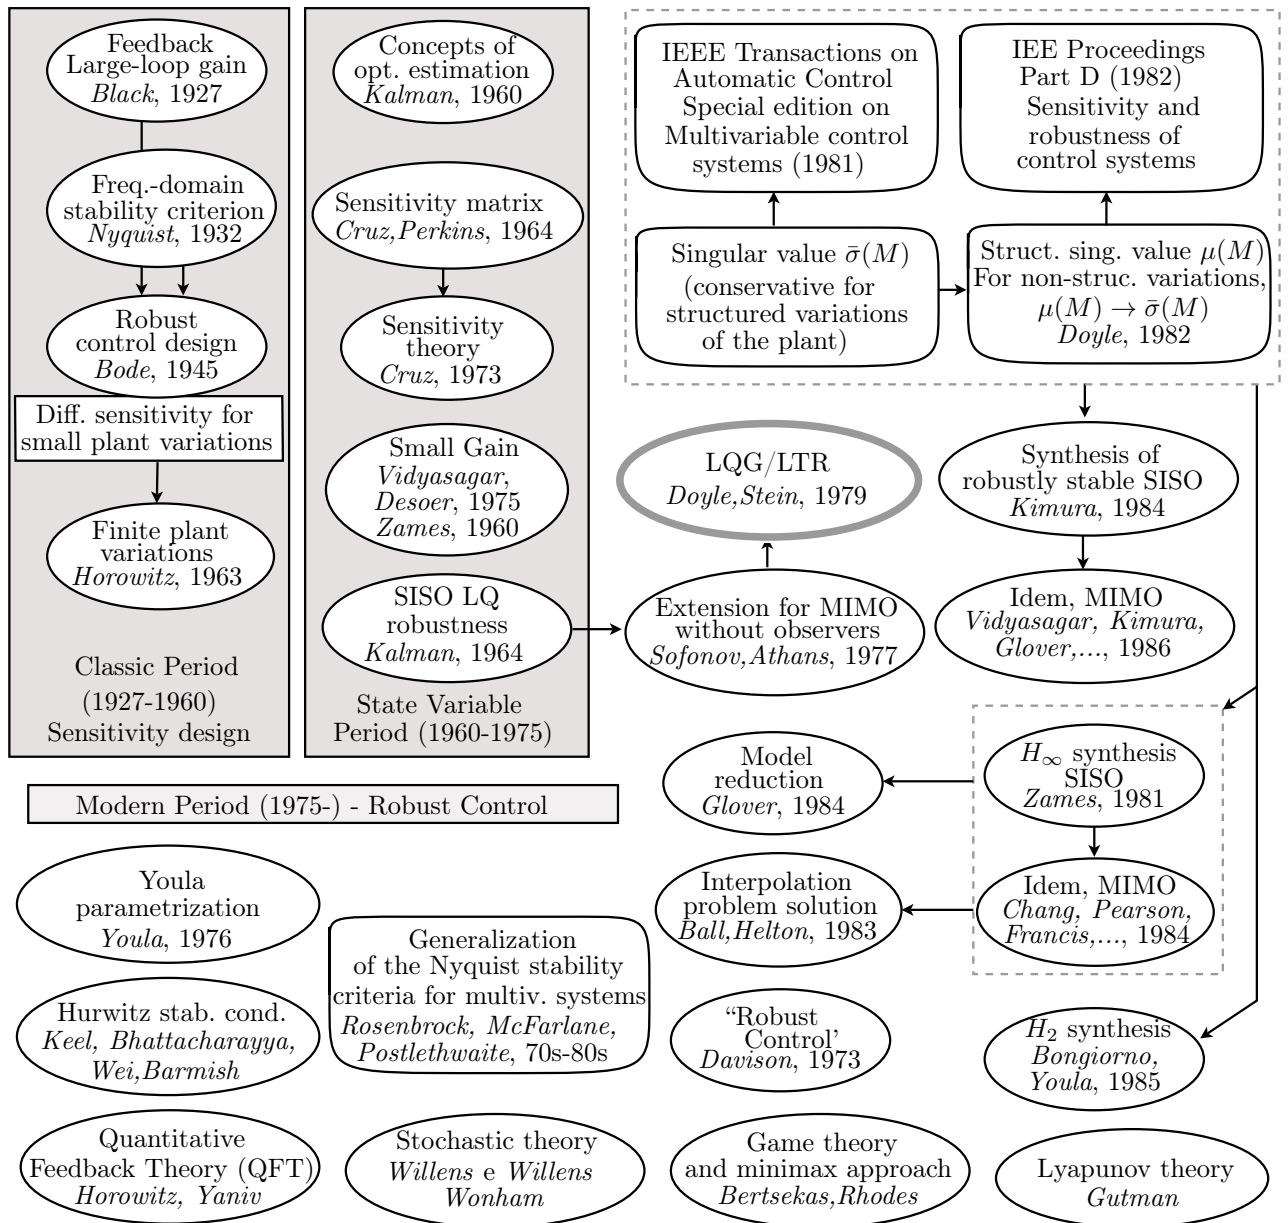 Feedback
Large-loop gain
Black, 1927
Freq.-domain
stability criterion
Nyquist, 1932
Robust
control design
Bode, 1945
Diff. sensitivity for
small plant variations
Finite plant
variations
Horowitz, 1963
Classic Period
(1927-1960)
Sensitivity design
Concepts of
opt. estimation
Kalman, 1960
Sensitivity matrix
Cruz,Perkins, 1964
Sensitivity
theory
Cruz, 1973
Small Gain
Vidyasagar,
Desoer, 1975
Zames, 1960
SISO LQ
robustness
Kalman, 1964
State Variable
Period (1960-1975)
IEEE Transactions on
Automatic Control
Special edition on
Multivariable control
systems (1981)
IEE Proceedings
Part D (1982)
Sensitivity and
robustness of
control systems
Singular value σ̄(M)
(conservative for
structured variations
of the plant)
Struct. sing. value μ(M)
For non-struc. variations,
μ(M) → σ̄(M)
Doyle, 1982
LQG/LTR
Doyle,Stein, 1979
Synthesis of
robustly stable SISO
Kimura, 1984
Extension for MIMO
without observers
Sofonov,Athans, 1977
Idem, MIMO
Vidyasagar, Kimura,
Glover,..., 1986
Model
reduction
Glover, 1984
H∞ synthesis
SISO
Zames, 1981
Modern Period (1975-) - Robust Control
Youla
parametrization
Youla, 1976
Generalization
of the Nyquist stability
criteria for multiv. systems
Rosenbrock, McFarlane,
Postlethwaite, 70s-80s
Interpolation
problem solution
Ball,Helton, 1983
Idem, MIMO
Chang, Pearson,
Francis,..., 1984
Hurwitz stab. cond.
Keel, Bhattacharayya,
Wei,Barmish
“Robust
Control’
Davison, 1973
H₂ synthesis
Bongiorno,
Youla, 1985
Quantitative
Feedback Theory (QFT)
Horowitz, Yaniv
Stochastic theory
Willens e Willens
Wonham
Game theory
and minimax approach
Bertsekas,Rhodes
Lyapunov theory
Gutman